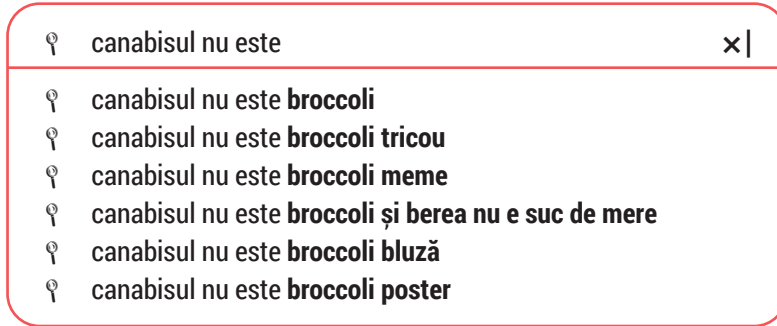 canabisul nu este ×|
canabisul nu este broccoli
canabisul nu este broccoli tricou
canabisul nu este broccoli meme
canabisul nu este broccoli și berea nu e suc de mere
canabisul nu este broccoli bluză
canabisul nu este broccoli poster